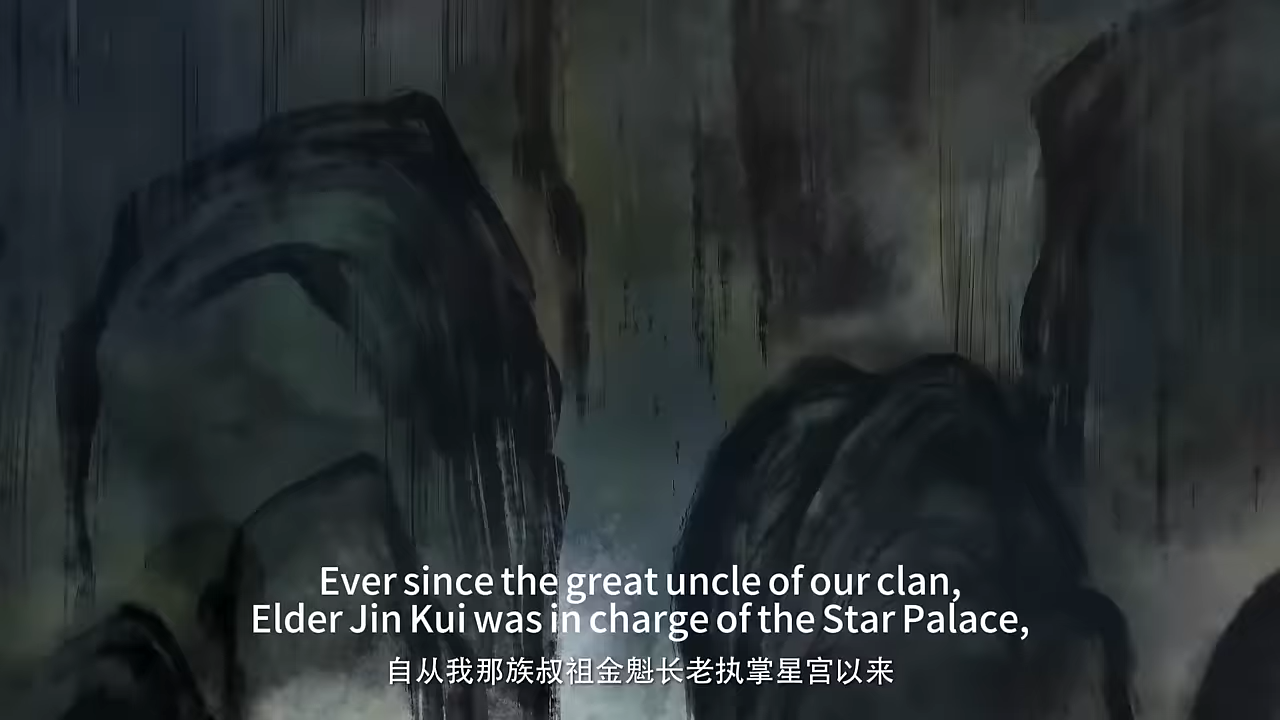 Ever since the great uncle of our clan,
Elder Jin Kui was in charge of the Star Palace,
自从我那族叔祖金魁长老执掌星宫以来